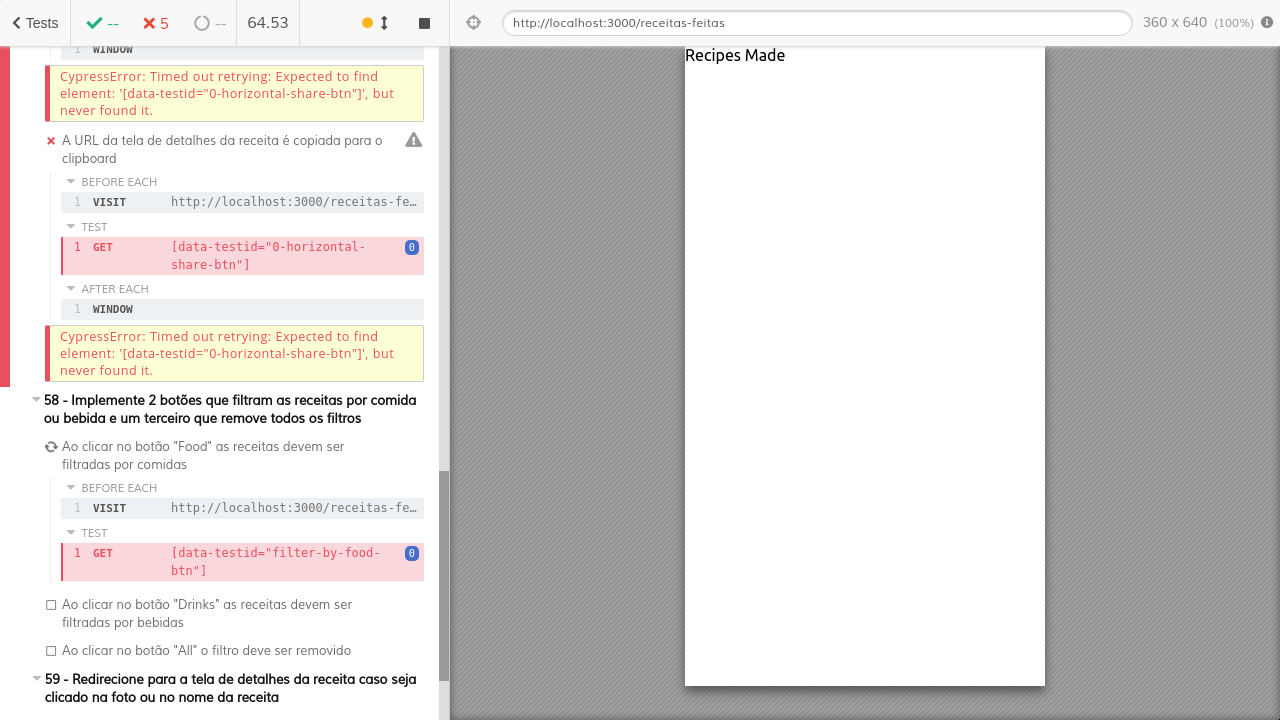 Tests
--
5
--
64.53
http://localhost:3000/receitas-feitas
360 x 640 (100%)
1 WINDOW
CypressError: Timed out retrying: Expected to find
element: '[data-testid="0-horizontal-share-btn"]', but
never found it.
A URL da tela de detalhes da receita é copiada para o
clipboard
BEFORE EACH
1 VISIT http://localhost:3000/receitas-fe…
TEST
1 GET [data-testid="0-horizontal- 0
share-btn"]
AFTER EACH
1 WINDOW
CypressError: Timed out retrying: Expected to find
element: '[data-testid="0-horizontal-share-btn"]', but
never found it.
58 - Implemente 2 botões que filtram as receitas por comida
ou bebida e um terceiro que remove todos os filtros
Ao clicar no botão "Food" as receitas devem ser
filtradas por comidas
BEFORE EACH
1 VISIT http://localhost:3000/receitas-fe…
TEST
1 GET [data-testid="filter-by-food- 0
btn"]
Ao clicar no botão "Drinks" as receitas devem ser
filtradas por bebidas
Ao clicar no botão "All" o filtro deve ser removido
59 - Redirecione para a tela de detalhes da receita caso seja
clicado na foto ou no nome da receita
Recipes Made